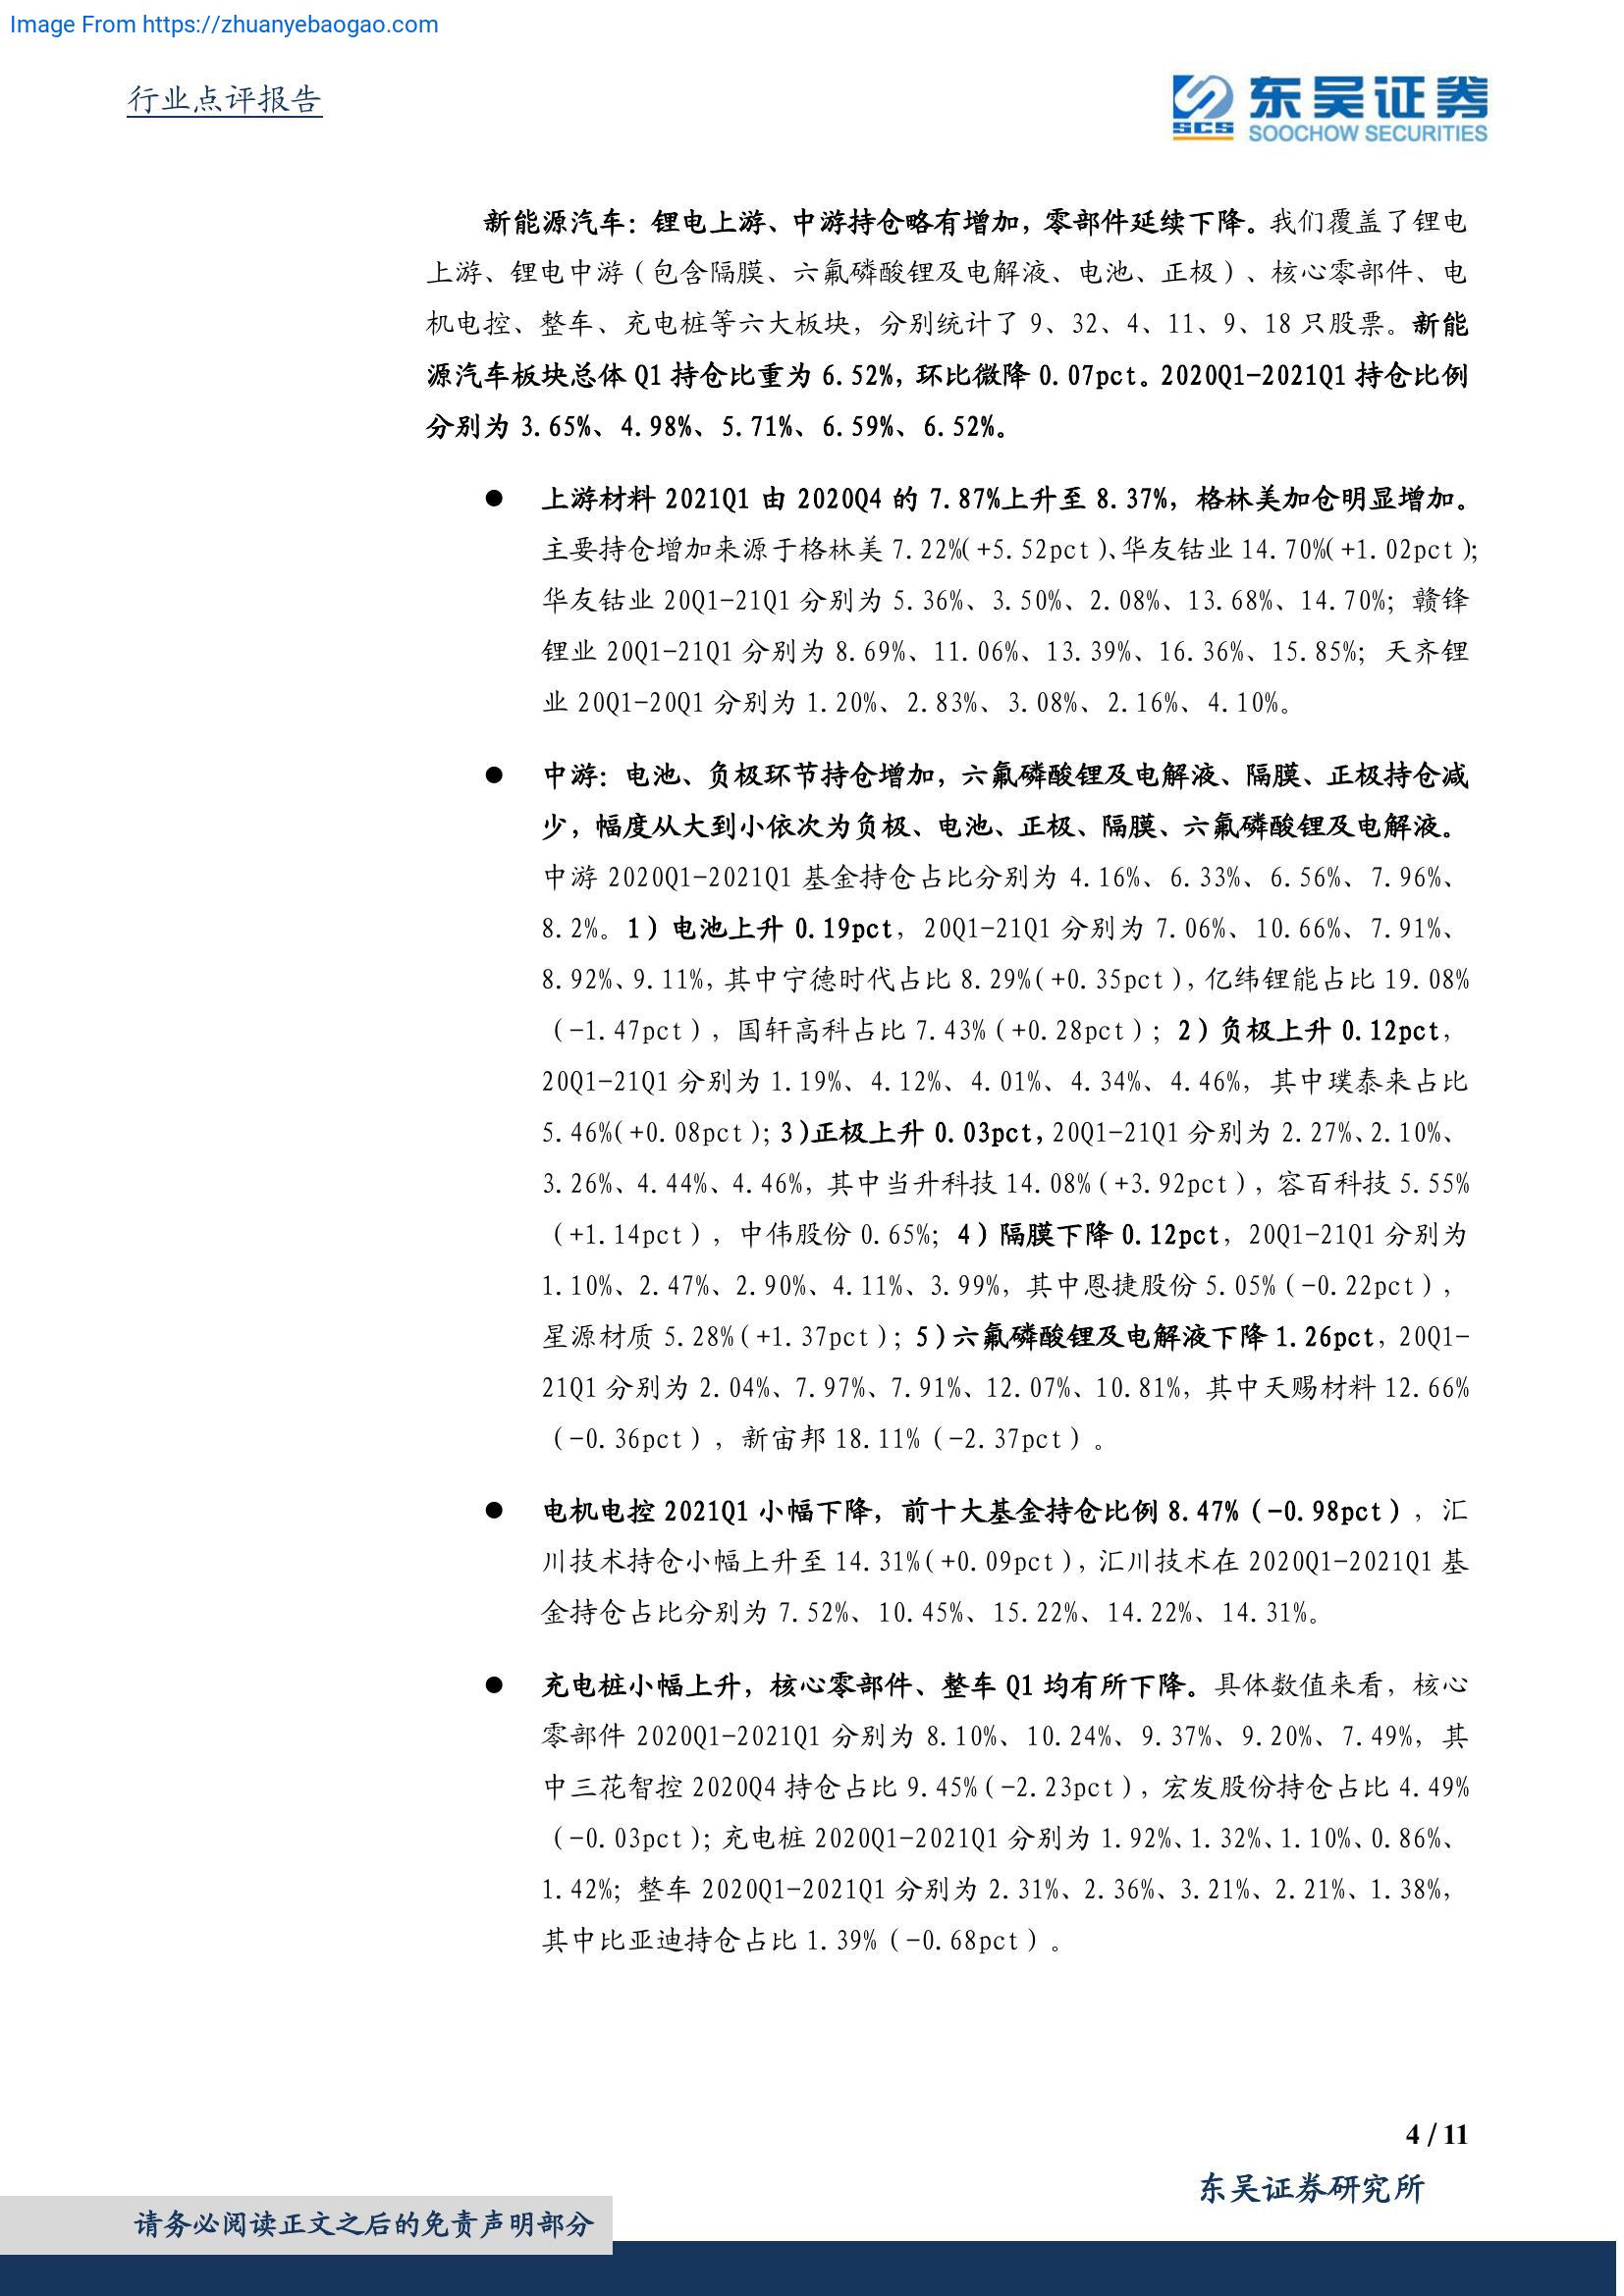 Image From https://zhuanyebaogao.com
行业点评报告
东吴证券
SCS
SOOCHOW SECURITIES
新能源汽车：锂电上游、中游持仓略有增加，零部件延续下降。我们覆盖了锂电
上游、锂电中游（包含隔膜、六氟磷酸锂及电解液、电池、正极）、核心零部件、电
机电控、整车、充电桩等六大板块，分别统计了 9、32、4、11、9、18 只股票。新能
源汽车板块总体 Q1 持仓比重为 6.52%，环比微降 0.07pct。2020Q1-2021Q1 持仓比例
分别为 3.65%、4.98%、5.71%、6.59%、6.52%。
● 上游材料 2021Q1 由 2020Q4 的 7.87%上升至 8.37%，格林美加仓明显增加。
主要持仓增加来源于格林美 7.22%（+5.52pct）、华友钴业 14.70%（+1.02pct）；
华友钴业 20Q1-21Q1 分别为 5.36%、3.50%、2.08%、13.68%、14.70%；赣锋
锂业 20Q1-21Q1 分别为 8.69%、11.06%、13.39%、16.36%、15.85%；天齐锂
业 20Q1-20Q1 分别为 1.20%、2.83%、3.08%、2.16%、4.10%。
● 中游：电池、负极环节持仓增加，六氟磷酸锂及电解液、隔膜、正极持仓减
少，幅度从大到小依次为负极、电池、正极、隔膜、六氟磷酸锂及电解液。
中游 2020Q1-2021Q1 基金持仓占比分别为 4.16%、6.33%、6.56%、7.96%、
8.2%。1）电池上升 0.19pct，20Q1-21Q1 分别为 7.06%、10.66%、7.91%、
8.92%、9.11%，其中宁德时代占比 8.29%（+0.35pct），亿纬锂能占比 19.08%
（-1.47pct），国轩高科占比 7.43%（+0.28pct）；2）负极上升 0.12pct，
20Q1-21Q1 分别为 1.19%、4.12%、4.01%、4.34%、4.46%，其中璞泰来占比
5.46%（+0.08pct）；3）正极上升 0.03pct，20Q1-21Q1 分别为 2.27%、2.10%、
3.26%、4.44%、4.46%，其中当升科技 14.08%（+3.92pct），容百科技 5.55%
（+1.14pct），中伟股份 0.65%；4）隔膜下降 0.12pct，20Q1-21Q1 分别为
1.10%、2.47%、2.90%、4.11%、3.99%，其中恩捷股份 5.05%（-0.22pct），
星源材质 5.28%（+1.37pct）；5）六氟磷酸锂及电解液下降 1.26pct，20Q1-
21Q1 分别为 2.04%、7.97%、7.91%、12.07%、10.81%，其中天赐材料 12.66%
（-0.36pct），新宙邦 18.11%（-2.37pct）。
● 电机电控 2021Q1 小幅下降，前十大基金持仓比例 8.47%（-0.98pct），汇
川技术持仓小幅上升至 14.31%（+0.09pct），汇川技术在 2020Q1-2021Q1 基
金持仓占比分别为 7.52%、10.45%、15.22%、14.22%、14.31%。
● 充电桩小幅上升，核心零部件、整车 Q1 均有所下降。具体数值来看，核心
零部件 2020Q1-2021Q1 分别为 8.10%、10.24%、9.37%、9.20%、7.49%，其
中三花智控 2020Q4 持仓占比 9.45%（-2.23pct），宏发股份持仓占比 4.49%
（-0.03pct）；充电桩 2020Q1-2021Q1 分别为 1.92%、1.32%、1.10%、0.86%、
1.42%；整车 2020Q1-2021Q1 分别为 2.31%、2.36%、3.21%、2.21%、1.38%，
其中比亚迪持仓占比 1.39%（-0.68pct）。
4 / 11
东吴证券研究所
请务必阅读正文之后的免责声明部分